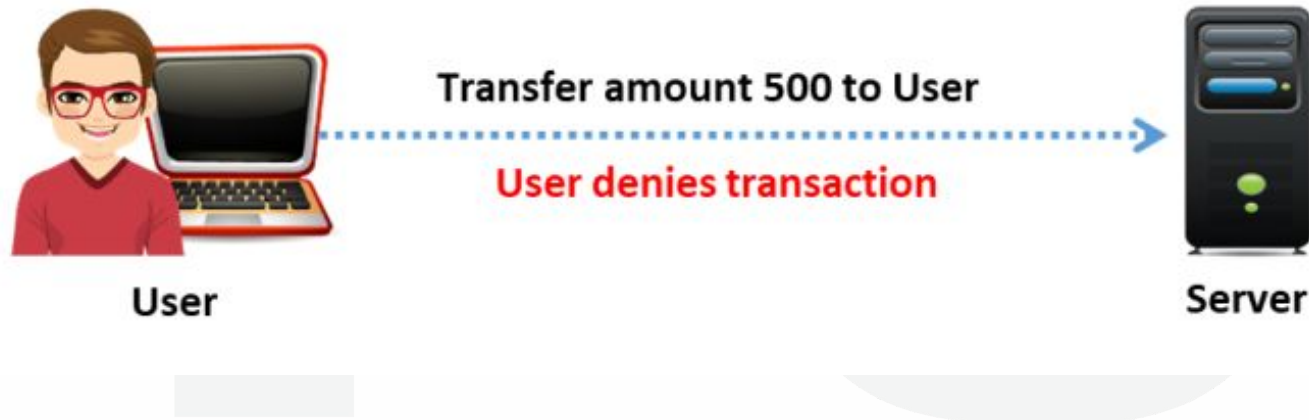 Transfer amount 500 to User
User denies transaction
User
Server